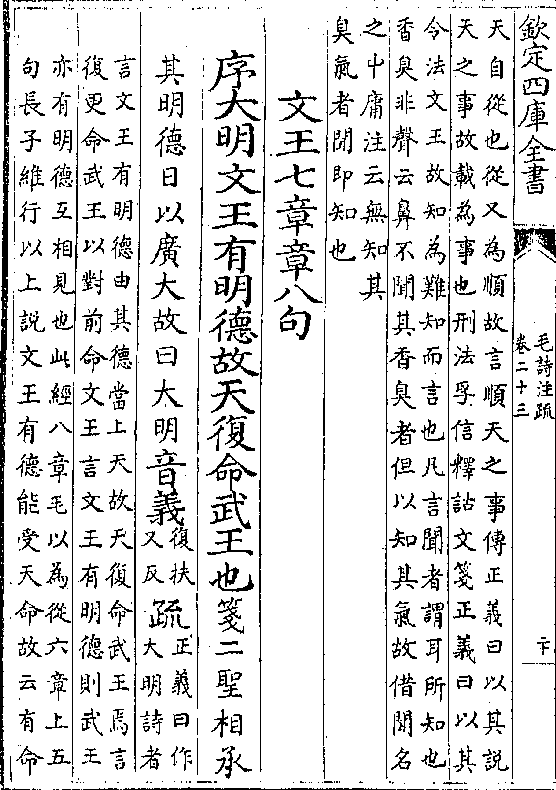 欽定四庫全書
毛詩注疏
卷二十三
天自從也從又為順故言順天之事傳正義曰以其說
天之事故載為事也刑法孚信釋詁文箋正義曰以其
令法文王故知為難知而言也凡言聞者謂耳所知也
香臭非聲云鼻不聞其香臭者但以知其氣故借聞名
之中庸注云無知其
臭氣者聞即知也
文王七章章八句
序大明文王有明德故天復命武王也箋二聖相承
其明德日以廣大故曰大明音義復扶
又反疏正義曰作
大明詩者
言文王有明德由其德當上天故天復命武王焉言
復更命武王以對前命文王言文王有明德則武王
亦有明德互相見也此經八章毛以為從六章上五
句長子維行以上說文王有德能受天命故云有命